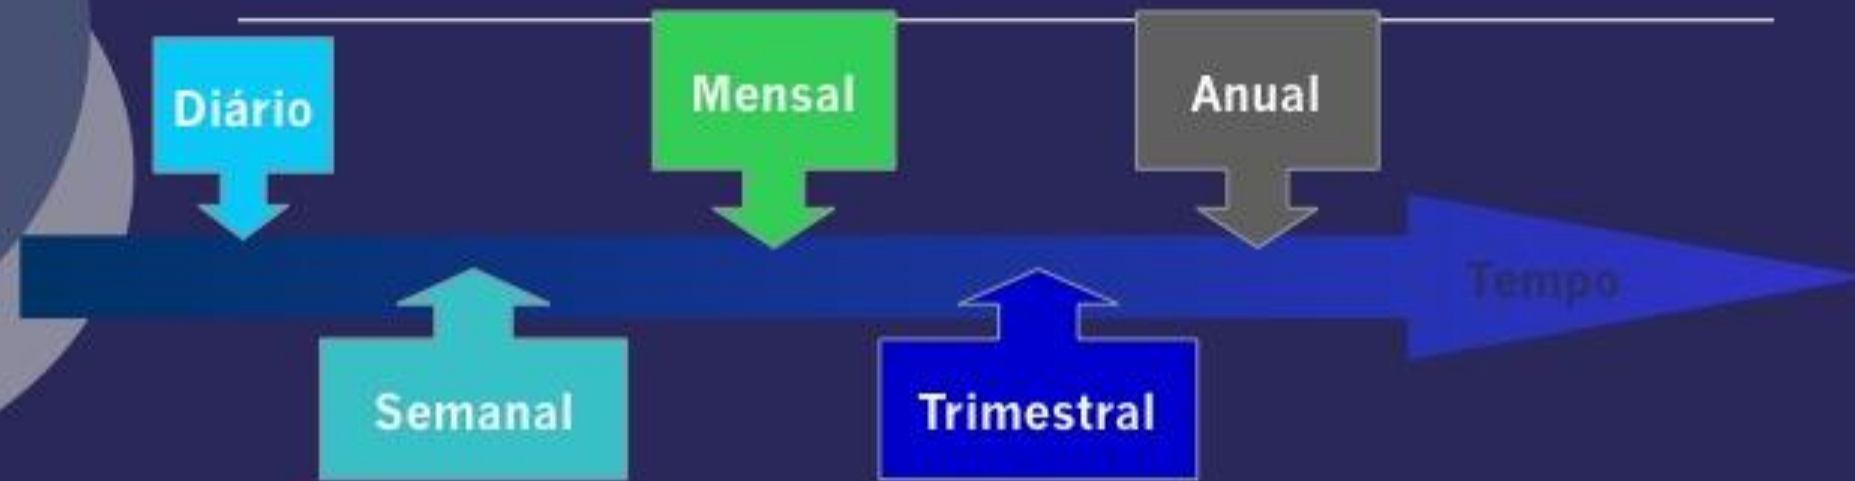 Diário
Mensal
Anual
Tempo
Semanal
Trimestral